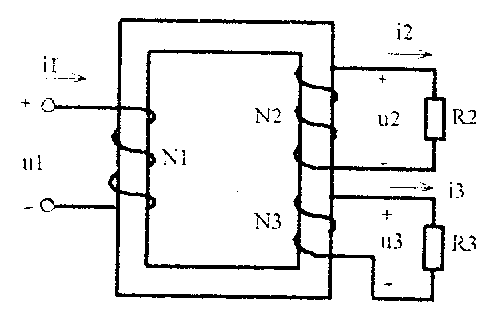 i1
i2
+
+
N2
u2
R2
N1
u1
-
-
i3
N3
+
u3
R3
-